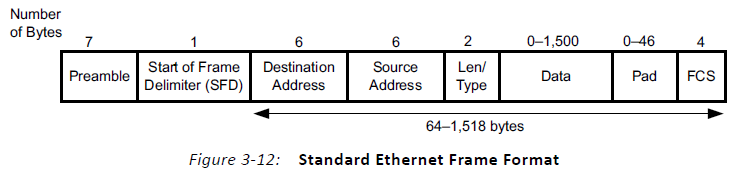 Number
of Bytes
7 1 6 6 2 0–1,500 0–46 4
Preamble
Start of Frame
Delimiter (SFD)
Destination
Address
Source
Address
Len/
Type
Data
Pad
FCS
64–1,518 bytes
Figure 3-12: Standard Ethernet Frame Format